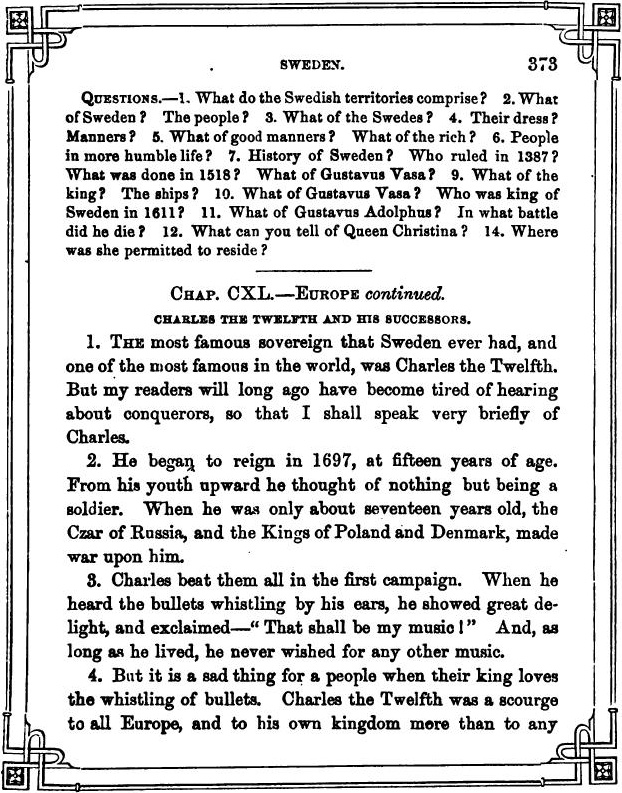 SWEDEN. 373
QUESTIONS.—1. What do the Swedish territories comprise? 2. What
of Sweden? The people? 3. What of the Swedes? 4. Their dress?
Manners? 5. What of good manners? What of the rich? 6. People
in more humble life? 7. History of Sweden? Who ruled in 1387?
What was done in 1518? What of Gustavus Vasa? 9. What of the
king? The ships? 10. What of Gustavus Vasa? Who was king of
Sweden in 1611? 11. What of Gustavus Adolphus? In what battle
did he die? 12. What can you tell of Queen Christina? 14. Where
was she permitted to reside?
CHAP. CXL.—EUROPE continued.
CHARLES THE TWELFTH AND HIS SUCCESSORS.
1. THE most famous sovereign that Sweden ever had, and
one of the most famous in the world, was Charles the Twelfth.
But my readers will long ago have become tired of hearing
about conquerors, so that I shall speak very briefly of
Charles.
2. He began to reign in 1697, at fifteen years of age.
From his youth upward he thought of nothing but being a
soldier. When he was only about seventeen years old, the
Czar of Russia, and the Kings of Poland and Denmark, made
war upon him.
3. Charles beat them all in the first campaign. When he
heard the bullets whistling by his ears, he showed great de-
light, and exclaimed—“That shall be my music!” And, as
long as he lived, he never wished for any other music.
4. But it is a sad thing for a people when their king loves
the whistling of bullets. Charles the Twelfth was a scourge
to all Europe, and to his own kingdom more than to any